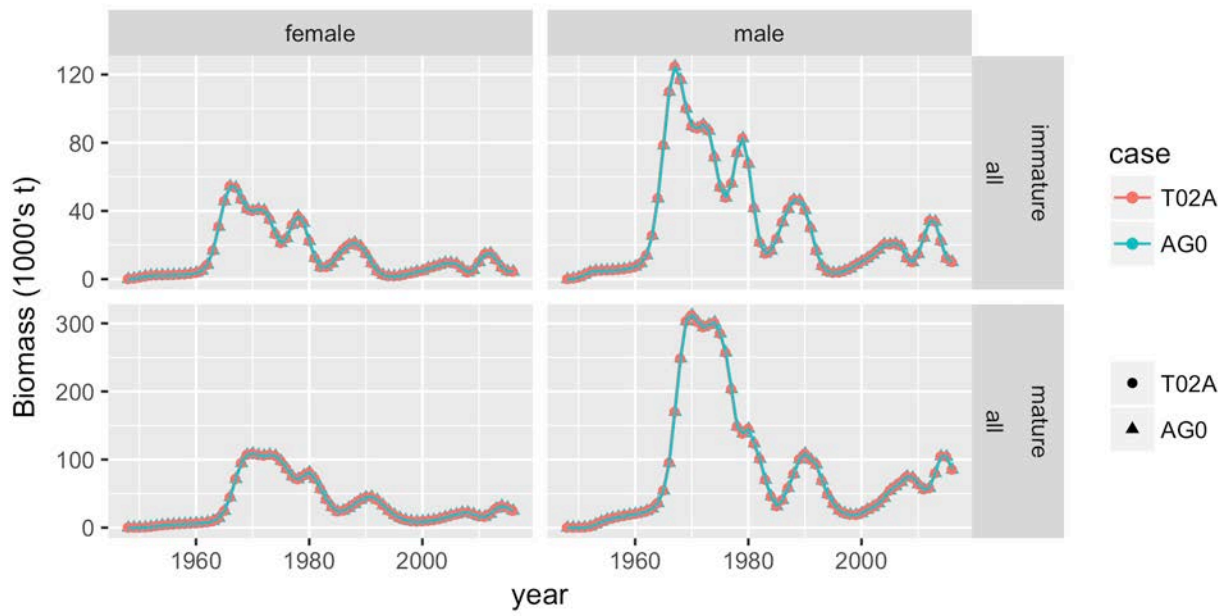 female
male
Biomass (1000's t)
120
80
40
0
immature
all
300
200
100
0
mature
all
1960
1980
2000
1960
1980
2000
year
case
T02A
AG0
T02A
AG0